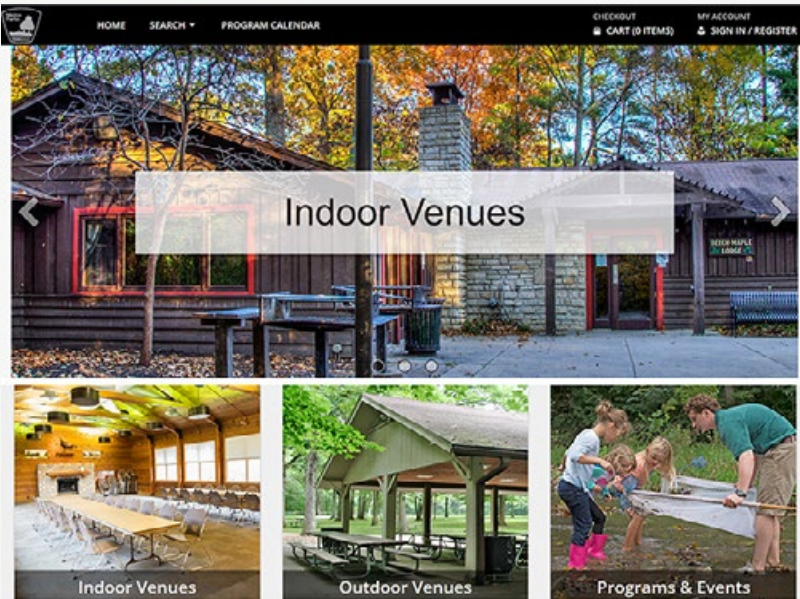 HOME
SEARCH
PROGRAM CALENDAR
CHECKOUT
CART (0 ITEMS)
MY ACCOUNT
SIGN IN / REGISTER
Indoor Venues
BEECH-MAPLE
LODGE
Indoor Venues
Outdoor Venues
Programs & Events